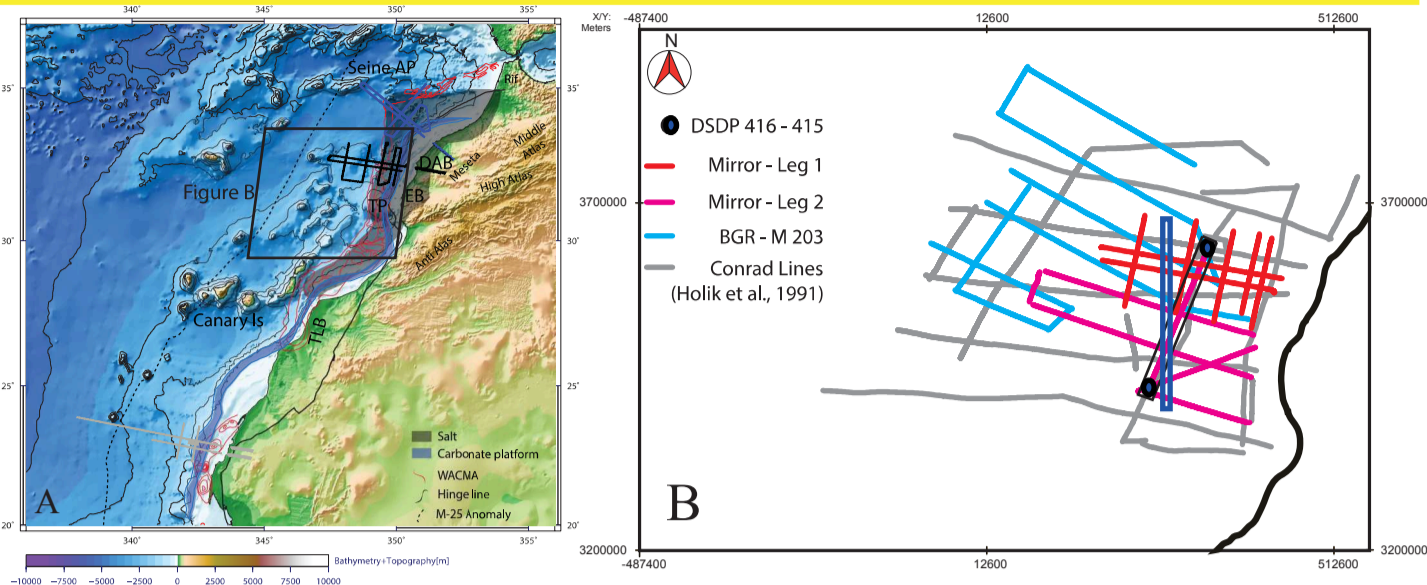 340˚
345˚
350˚
355˚
35˚
30˚
25˚
20˚
Seine AP
Rif
Middle
Atlas
Meseta
High Atlas
Anti Atlas
DAB
EB
TP
Figure B
Canary Is
TLB
Salt
Carbonate platform
WACMA
Hinge line
M-25 Anomaly
A
340˚
345˚
350˚
355˚
Bathymetry+Topography[m]
−10000 −7500 −5000 −2500 0 2500 5000 7500 10000
X/Y:
Meters
-487400
12600
512600
N
DSDP 416 - 415
Mirror - Leg 1
Mirror - Leg 2
BGR - M 203
Conrad Lines
(Holik et al., 1991)
3700000
3700000
B
3200000
3200000
-487400
12600
512600